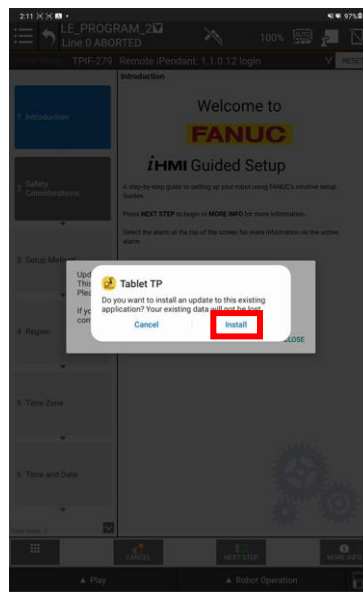 2:11
97%
LE_PROGRAM_2
Line 0 ABORTED
100%
TPIF-279 Remote iPendant: 1.1.0.12 login
RESET
Introduction
1. Introduction
Welcome to
FANUC
iHMI Guided Setup
2. Safety Considerations
A step-by-step guide to setting up your robot using FANUC's intuitive setup Guides.
Press NEXT STEP to begin or MORE INFO for more information.
Select the alarm at the top of the screen for more information on the active alarm.
3. Setup Method
Upd
This
Plea
If yo
con
Tablet TP
Do you want to install an update to this existing
application? Your existing data will not be lost.
Cancel
Install
CLOSE
4. Region
5. Time Zone
6. Time and Date
CANCEL
NEXT STEP
MORE INFO
Play
Robot Operation